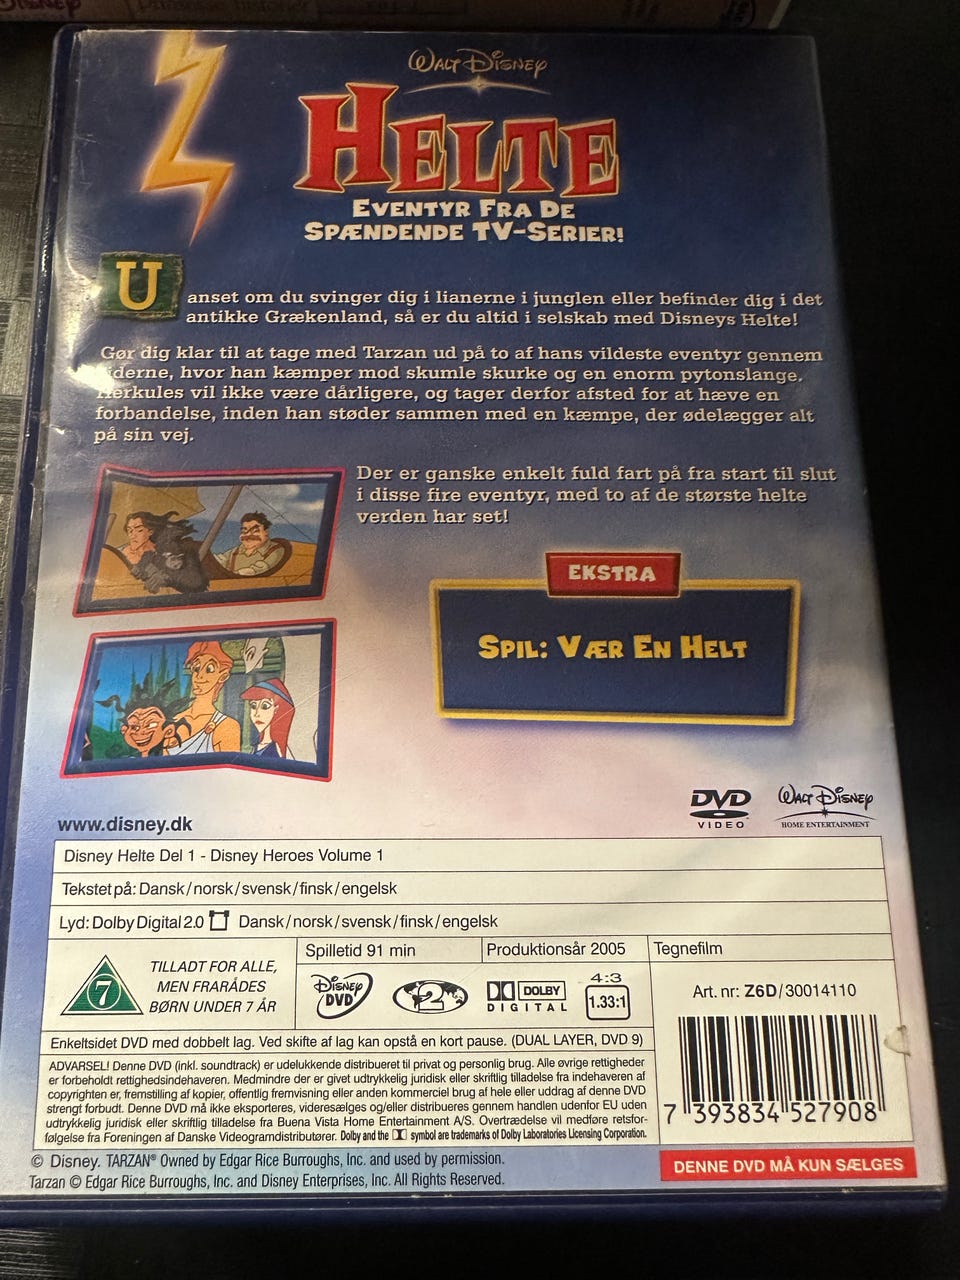 WALT DISNEY
HELTE
EVENTYR FRA DE
SPÆNDENDE TV-SERIER!
Uanset om du svinger dig i lianerne i junglen eller befinder dig i det
antikke Grækenland, så er du altid i selskab med Disneys Helte!
Gør dig klar til at tage med Tarzan ud på to af hans vildeste eventyr gennem
iderne, hvor han kæmper mod skumle skurke og en enorm pytonslange.
Herkules vil ikke være dårligere, og tager derfor afsted for at hæve en
forbandelse, inden han støder sammen med en kæmpe, der ødelægger alt
på sin vej.
Der er ganske enkelt fuld fart på fra start til slut
i disse fire eventyr, med to af de største helte
verden har set!
EKSTRA
SPIL: VÆR EN HELT
DVD VIDEO
WALT DISNEY HOME ENTERTAINMENT
www.disney.dk
Disney Helte Del 1 - Disney Heroes Volume 1
Tekstet på: Dansk/norsk/svensk/finsk/engelsk
Lyd: Dolby Digital 2.0 Dansk/norsk/svensk/finsk/engelsk
7
TILLADT FOR ALLE,
MEN FRARÅDES
BØRN UNDER 7 ÅR
Spilletid 91 min
Produktionsår 2005
Tegnefilm
DISNEY DVD
2
DOLBY DIGITAL
4:3
1.33:1
Art. nr: Z6D/30014110
Enkeltsidet DVD med dobbelt lag. Ved skifte af lag kan opstå en kort pause. (DUAL LAYER, DVD 9)
ADVARSEL! Denne DVD (inkl. soundtrack) er udelukkende distribueret til privat og personlig brug. Alle øvrige rettigheder
er forbeholdt rettighedsindehaveren. Medmindre der er givet udtrykkelig juridisk eller skriftlig tilladelse fra indehaveren af
copyrighten er, fremstilling af kopier, offentlig fremvisning eller anden kommerciel brug af hele eller uddrag af denne DVD
strengt forbudt. Denne DVD må ikke eksporteres, videresælges og/eller distribueres gennem handlen udenfor EU uden
udtrykkelig juridisk eller skriftlig tilladelse fra Buena Vista Home Entertainment A/S. Overtrædelse vil medføre retsfor-
følgelse fra Foreningen af Danske Videogramdistributører. Dolby and the symbol are trademarks of Dolby Laboratories Licensing Corporation.
7 393834 527908
© Disney. TARZAN® Owned by Edgar Rice Burroughs, Inc. and used by permission.
Tarzan © Edgar Rice Burroughs, Inc. and Disney Enterprises, Inc. All Rights Reserved.
DENNE DVD MÅ KUN SÆLGES